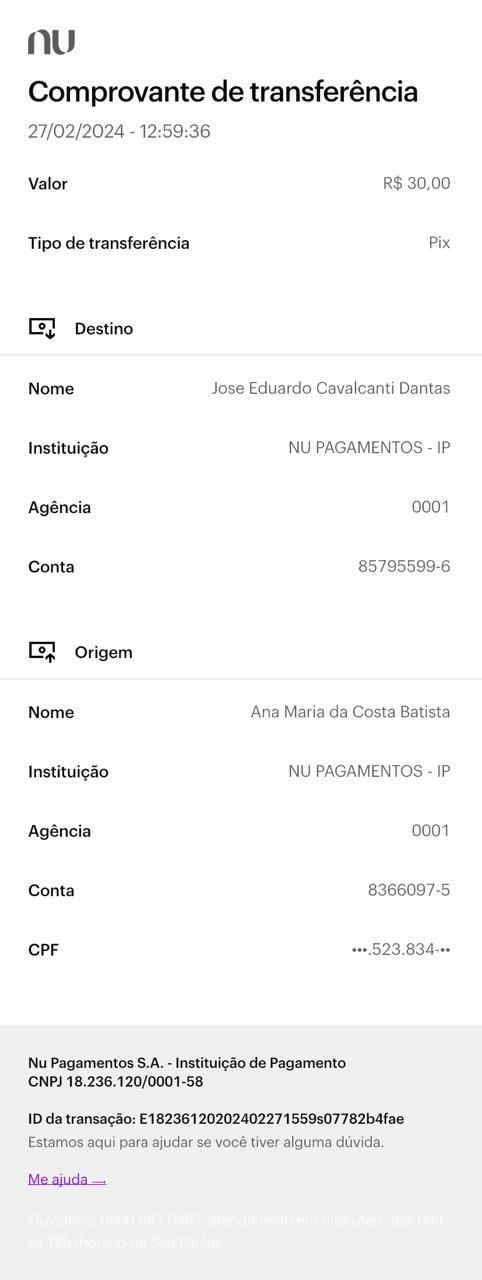 nu
Comprovante de transferência
27/02/2024 - 12:59:36
Valor R$ 30,00
Tipo de transferência Pix
Destino
Nome Jose Eduardo Cavalcanti Dantas
Instituição NU PAGAMENTOS - IP
Agência 0001
Conta 85795599-6
Origem
Nome Ana Maria da Costa Batista
Instituição NU PAGAMENTOS - IP
Agência 0001
Conta 8366097-5
CPF •••.523.834-••
Nu Pagamentos S.A. - Instituição de Pagamento
CNPJ 18.236.120/0001-58
ID da transação: E18236120202402271559s07782b4fae
Estamos aqui para ajudar se você tiver alguma dúvida.
Me ajuda
Ouvidoria: 0800 887 0463, atendimento em dias úteis, das 09h
às 18h (horário de São Paulo).